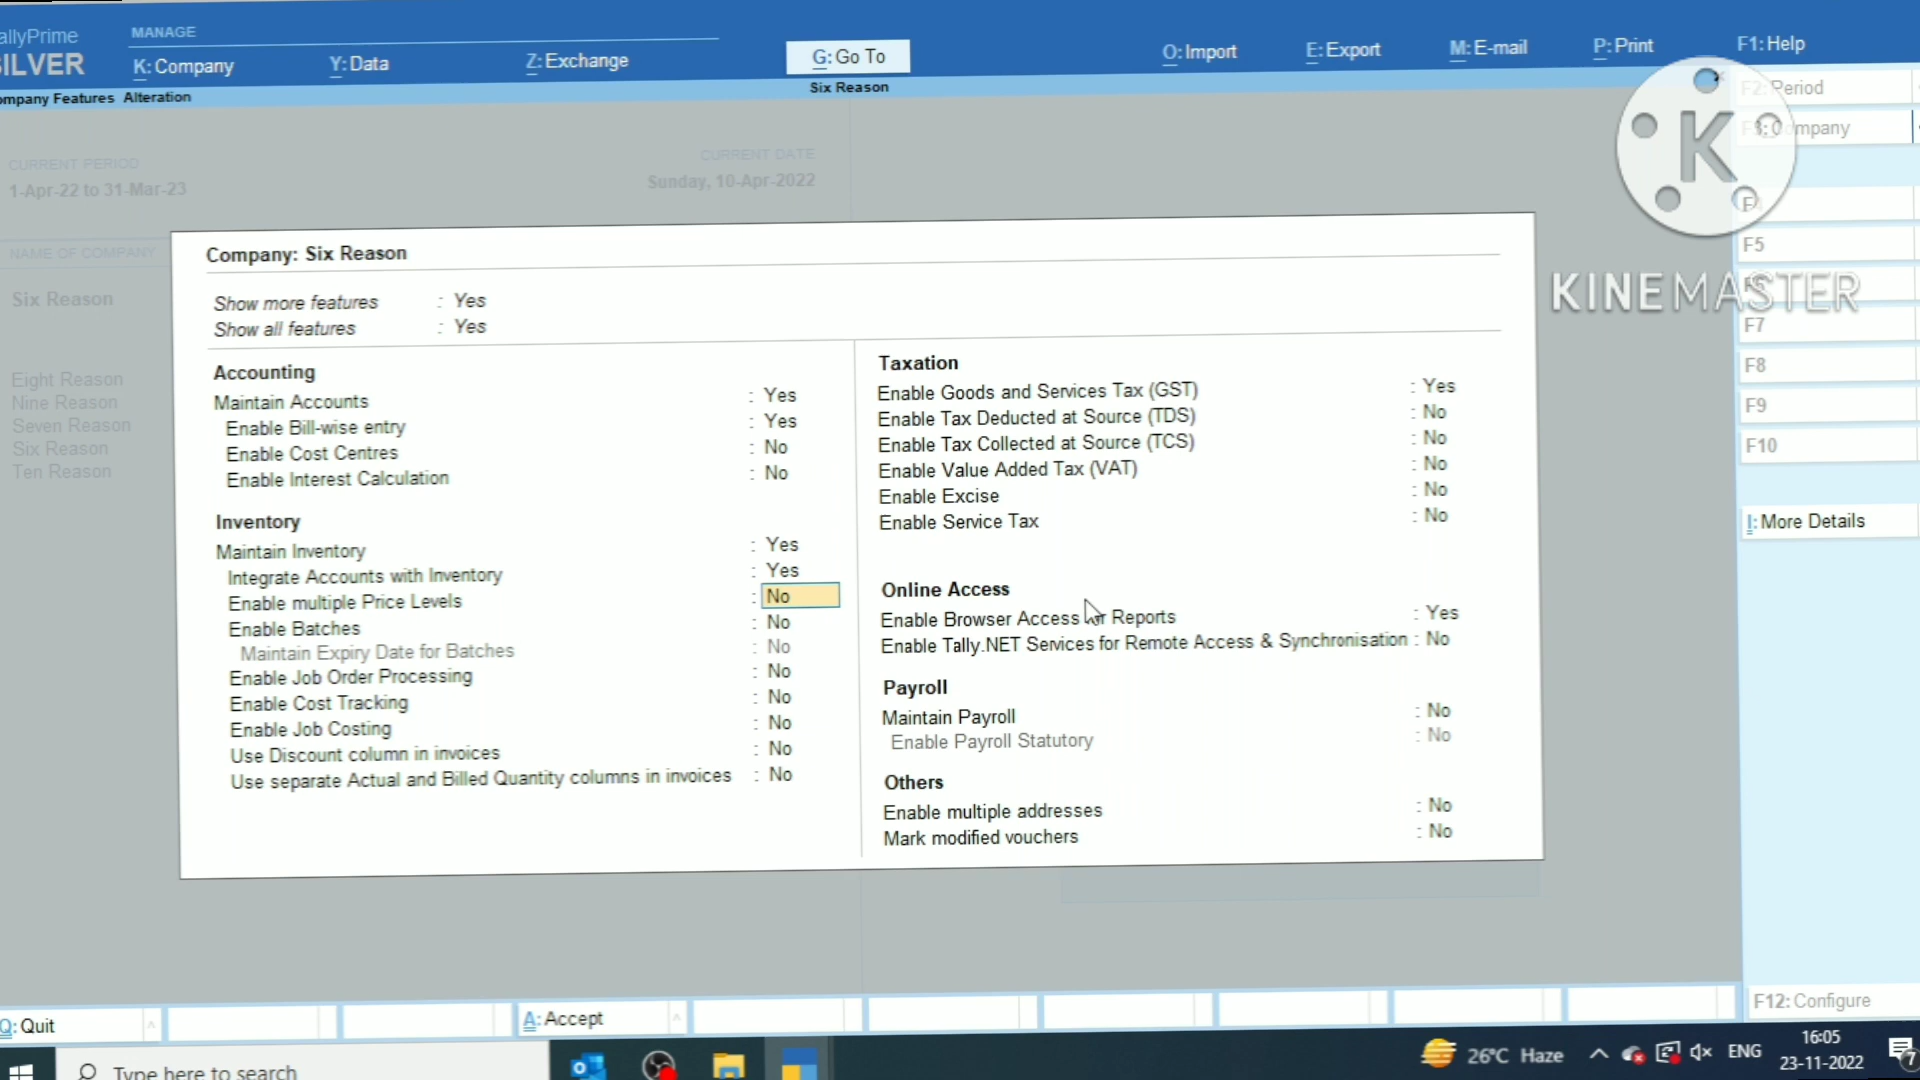 allyPrime
SILVER
MANAGE
K: Company
Y: Data
Z: Exchange
G: Go To
O: Import
E: Export
M: E-mail
P: Print
F1: Help
ompany Features Alteration
Six Reason
CURRENT PERIOD
1-Apr-22 to 31-Mar-23
CURRENT DATE
Sunday, 10-Apr-2022
NAME OF COMPANY
Six Reason
Eight Reason
Nine Reason
Seven Reason
Six Reason
Ten Reason
Company: Six Reason
Show more features : Yes
Show all features : Yes
Accounting
Maintain Accounts : Yes
Enable Bill-wise entry : Yes
Enable Cost Centres : No
Enable Interest Calculation : No
Inventory
Maintain Inventory : Yes
Integrate Accounts with Inventory : Yes
Enable multiple Price Levels : No
Enable Batches : No
Maintain Expiry Date for Batches : No
Enable Job Order Processing : No
Enable Cost Tracking : No
Enable Job Costing : No
Use Discount column in invoices : No
Use separate Actual and Billed Quantity columns in invoices : No
Taxation
Enable Goods and Services Tax (GST) : Yes
Enable Tax Deducted at Source (TDS) : No
Enable Tax Collected at Source (TCS) : No
Enable Value Added Tax (VAT) : No
Enable Excise : No
Enable Service Tax : No
Online Access
Enable Browser Access Reports : Yes
Enable Tally.NET Services for Remote Access & Synchronisation : No
Payroll
Maintain Payroll : No
Enable Payroll Statutory : No
Others
Enable multiple addresses : No
Mark modified vouchers : No
F2: Period
F3: Company
K
KINEMASTER
F5
F7
F8
F9
F10
I: More Details
F12: Configure
Q: Quit
A: Accept
Type here to search
26°C Haze
ENG
16:05
23-11-2022
7